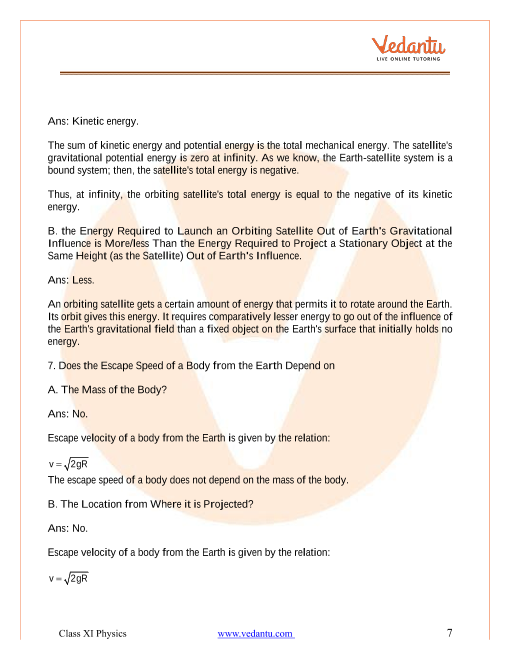 Vedantu
LIVE ONLINE TUTORING
Ans: Kinetic energy.
The sum of kinetic energy and potential energy is the total mechanical energy. The satellite's
gravitational potential energy is zero at infinity. As we know, the Earth-satellite system is a
bound system; then, the satellite's total energy is negative.
Thus, at infinity, the orbiting satellite's total energy is equal to the negative of its kinetic
energy.
B. the Energy Required to Launch an Orbiting Satellite Out of Earth's Gravitational
Influence is More/less Than the Energy Required to Project a Stationary Object at the
Same Height (as the Satellite) Out of Earth's Influence.
Ans: Less.
An orbiting satellite gets a certain amount of energy that permits it to rotate around the Earth.
Its orbit gives this energy. It requires comparatively lesser energy to go out of the influence of
the Earth's gravitational field than a fixed object on the Earth's surface that initially holds no
energy.
7. Does the Escape Speed of a Body from the Earth Depend on
A. The Mass of the Body?
Ans: No.
Escape velocity of a body from the Earth is given by the relation:
v = √2gR
The escape speed of a body does not depend on the mass of the body.
B. The Location from Where it is Projected?
Ans: No.
Escape velocity of a body from the Earth is given by the relation:
v = √2gR
Class XI Physics www.vedantu.com 7